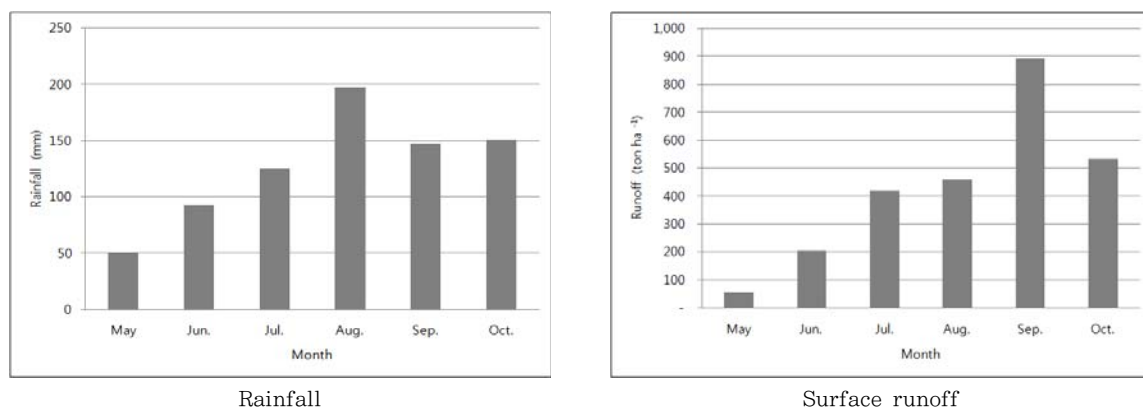 250
200
150
100
50
0
Rainfall (mm)
May Jun. Jul. Aug. Sep. Oct.
Month
Rainfall
1,000
900
800
700
600
500
400
300
200
100
-
Runoff (ton ha ⁻¹)
May Jun. Jul. Aug. Sep. Oct.
Month
Surface runoff